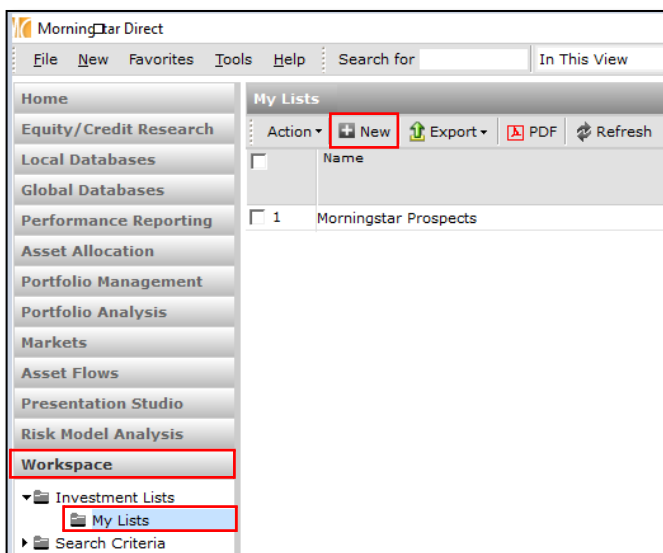 Morningstar Direct
File New Favorites Tools Help Search for In This View
Home
Equity/Credit Research
Local Databases
Global Databases
Performance Reporting
Asset Allocation
Portfolio Management
Portfolio Analysis
Markets
Asset Flows
Presentation Studio
Risk Model Analysis
Workspace
Investment Lists
My Lists
Search Criteria
My Lists
Action New Export PDF Refresh
Name
1 Morningstar Prospects